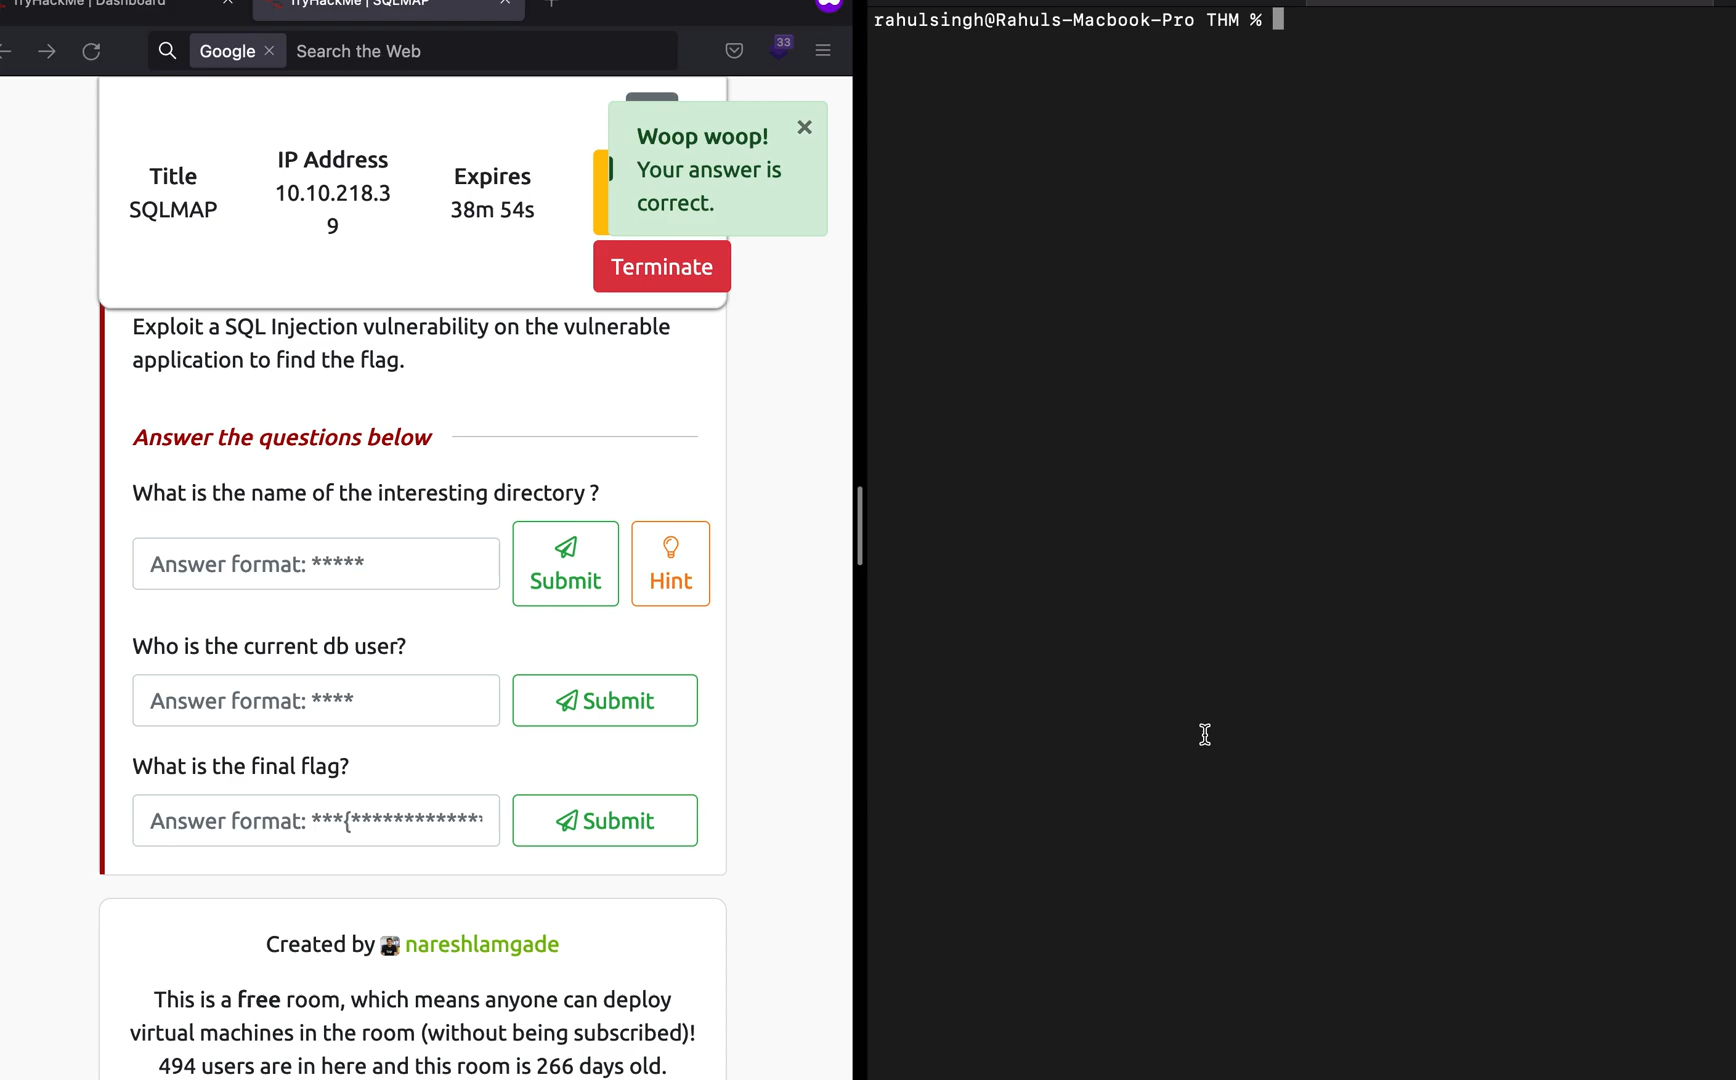 TryHackMe | Dashboard
TryHackMe | SQLMAP
Google × Search the Web
33
Title
SQLMAP
IP Address
10.10.218.3
9
Expires
38m 54s
Woop woop!
Your answer is
correct.
Terminate
Exploit a SQL Injection vulnerability on the vulnerable
application to find the flag.
Answer the questions below
What is the name of the interesting directory ?
Answer format: *****
Submit
Hint
Who is the current db user?
Answer format: ****
Submit
What is the final flag?
Answer format: ***{************
Submit
Created by nareshlamgade
This is a free room, which means anyone can deploy
virtual machines in the room (without being subscribed)!
494 users are in here and this room is 266 days old.
rahulsingh@Rahuls-Macbook-Pro THM %